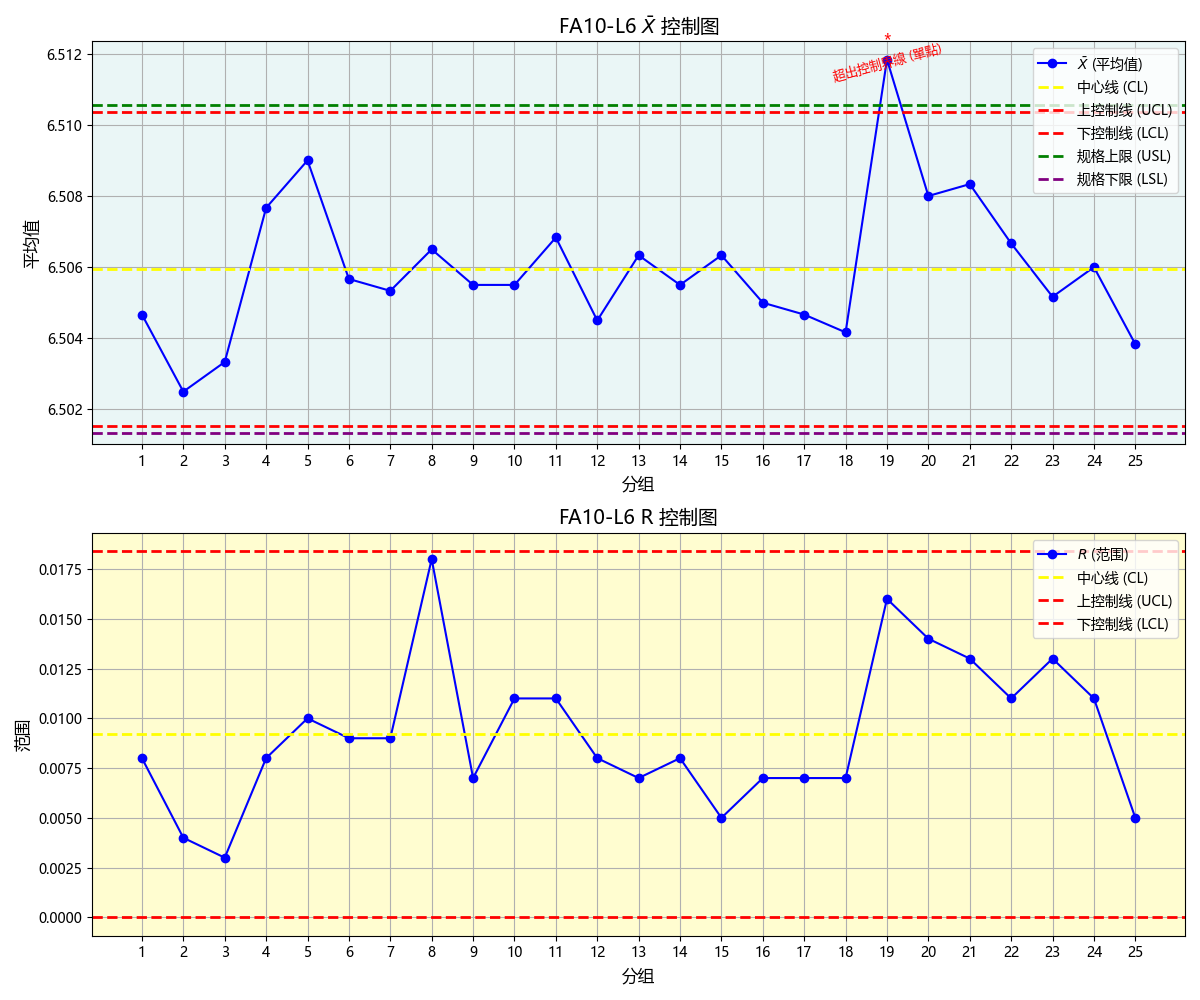 FA10-L6 X̄ 控制图
*
超出控制界線 (單點)
X̄ (平均值)
中心线 (CL)
上控制线 (UCL)
下控制线 (LCL)
规格上限 (USL)
规格下限 (LSL)
平均值
6.512
6.510
6.508
6.506
6.504
6.502
1 2 3 4 5 6 7 8 9 10 11 12 13 14 15 16 17 18 19 20 21 22 23 24 25
分组
FA10-L6 R 控制图
R (范围)
中心线 (CL)
上控制线 (UCL)
下控制线 (LCL)
范围
0.0175
0.0150
0.0125
0.0100
0.0075
0.0050
0.0025
0.0000
1 2 3 4 5 6 7 8 9 10 11 12 13 14 15 16 17 18 19 20 21 22 23 24 25
分组